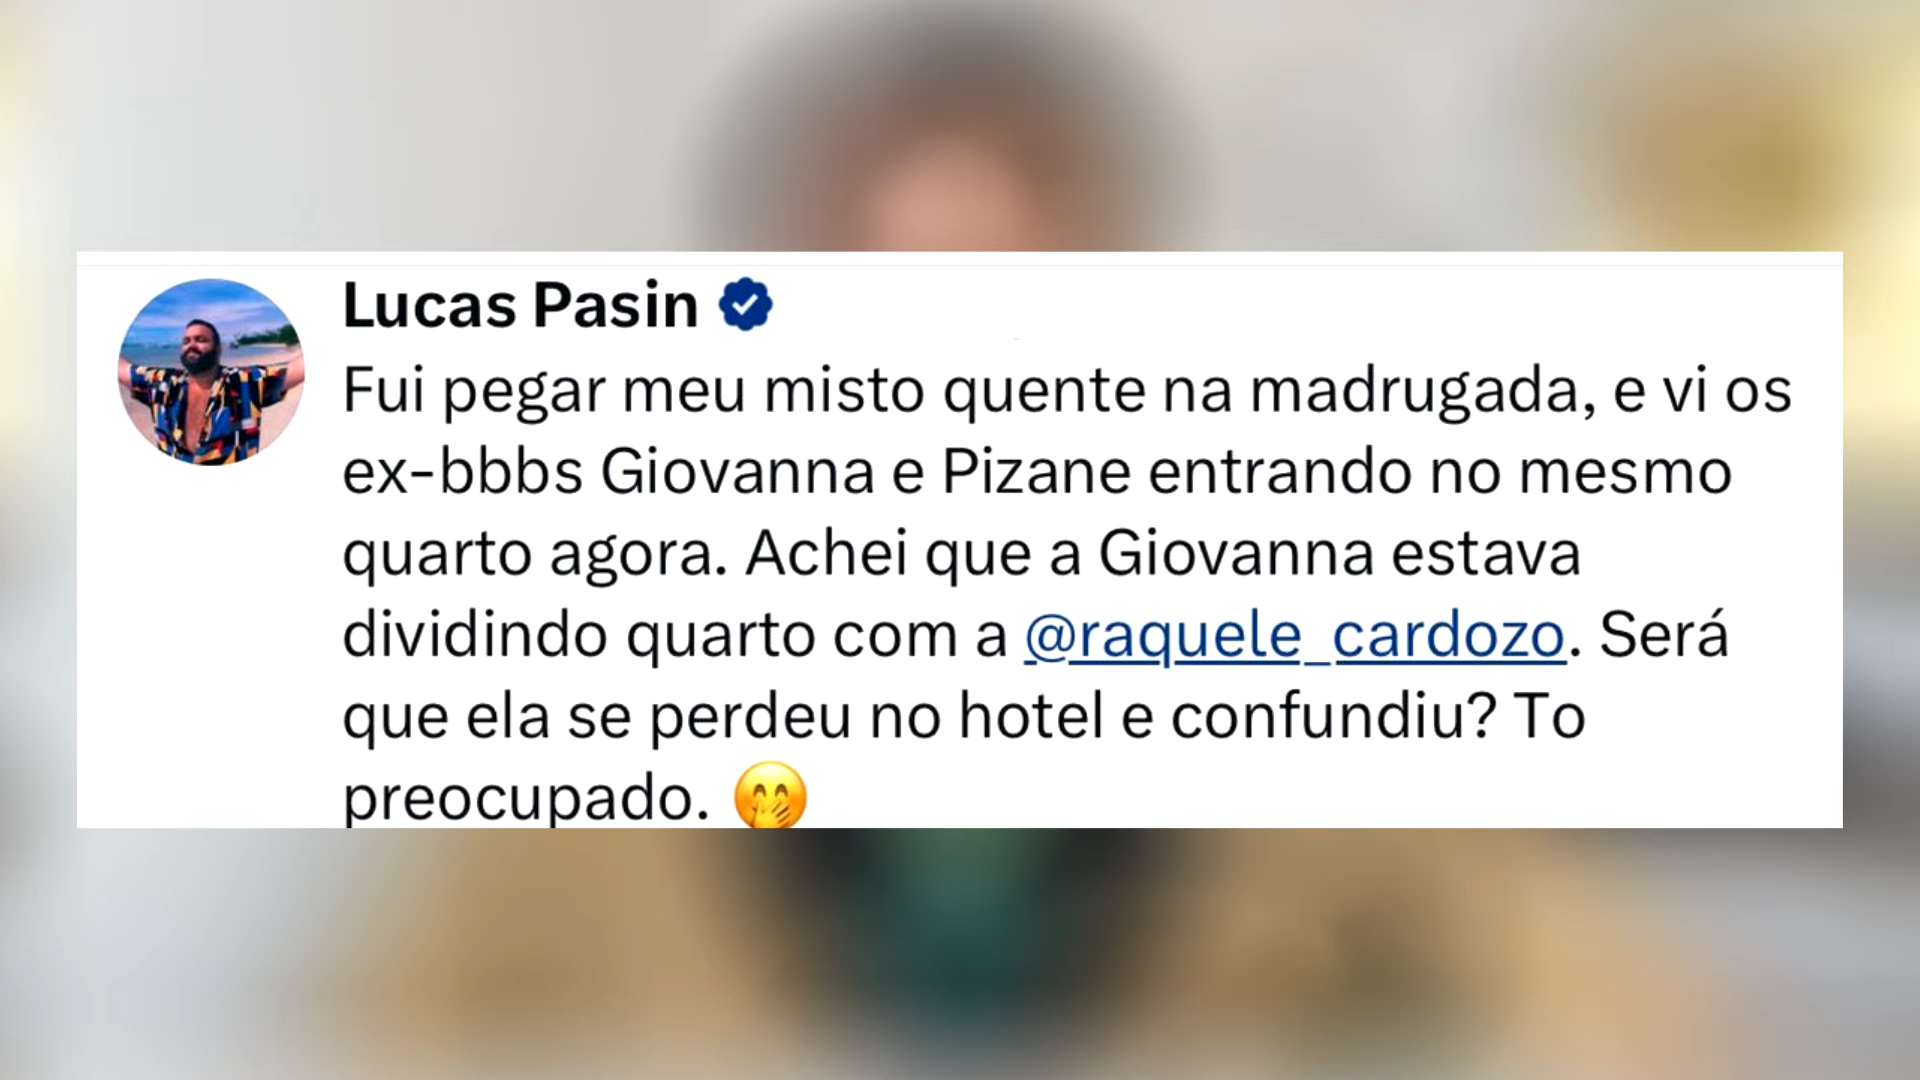 Lucas Pasin
Fui pegar meu misto quente na madrugada, e vi os
ex-bbbs Giovanna e Pizane entrando no mesmo
quarto agora. Achei que a Giovanna estava
dividindo quarto com a @raquele_cardozo. Será
que ela se perdeu no hotel e confundiu? To
preocupado. 🤭